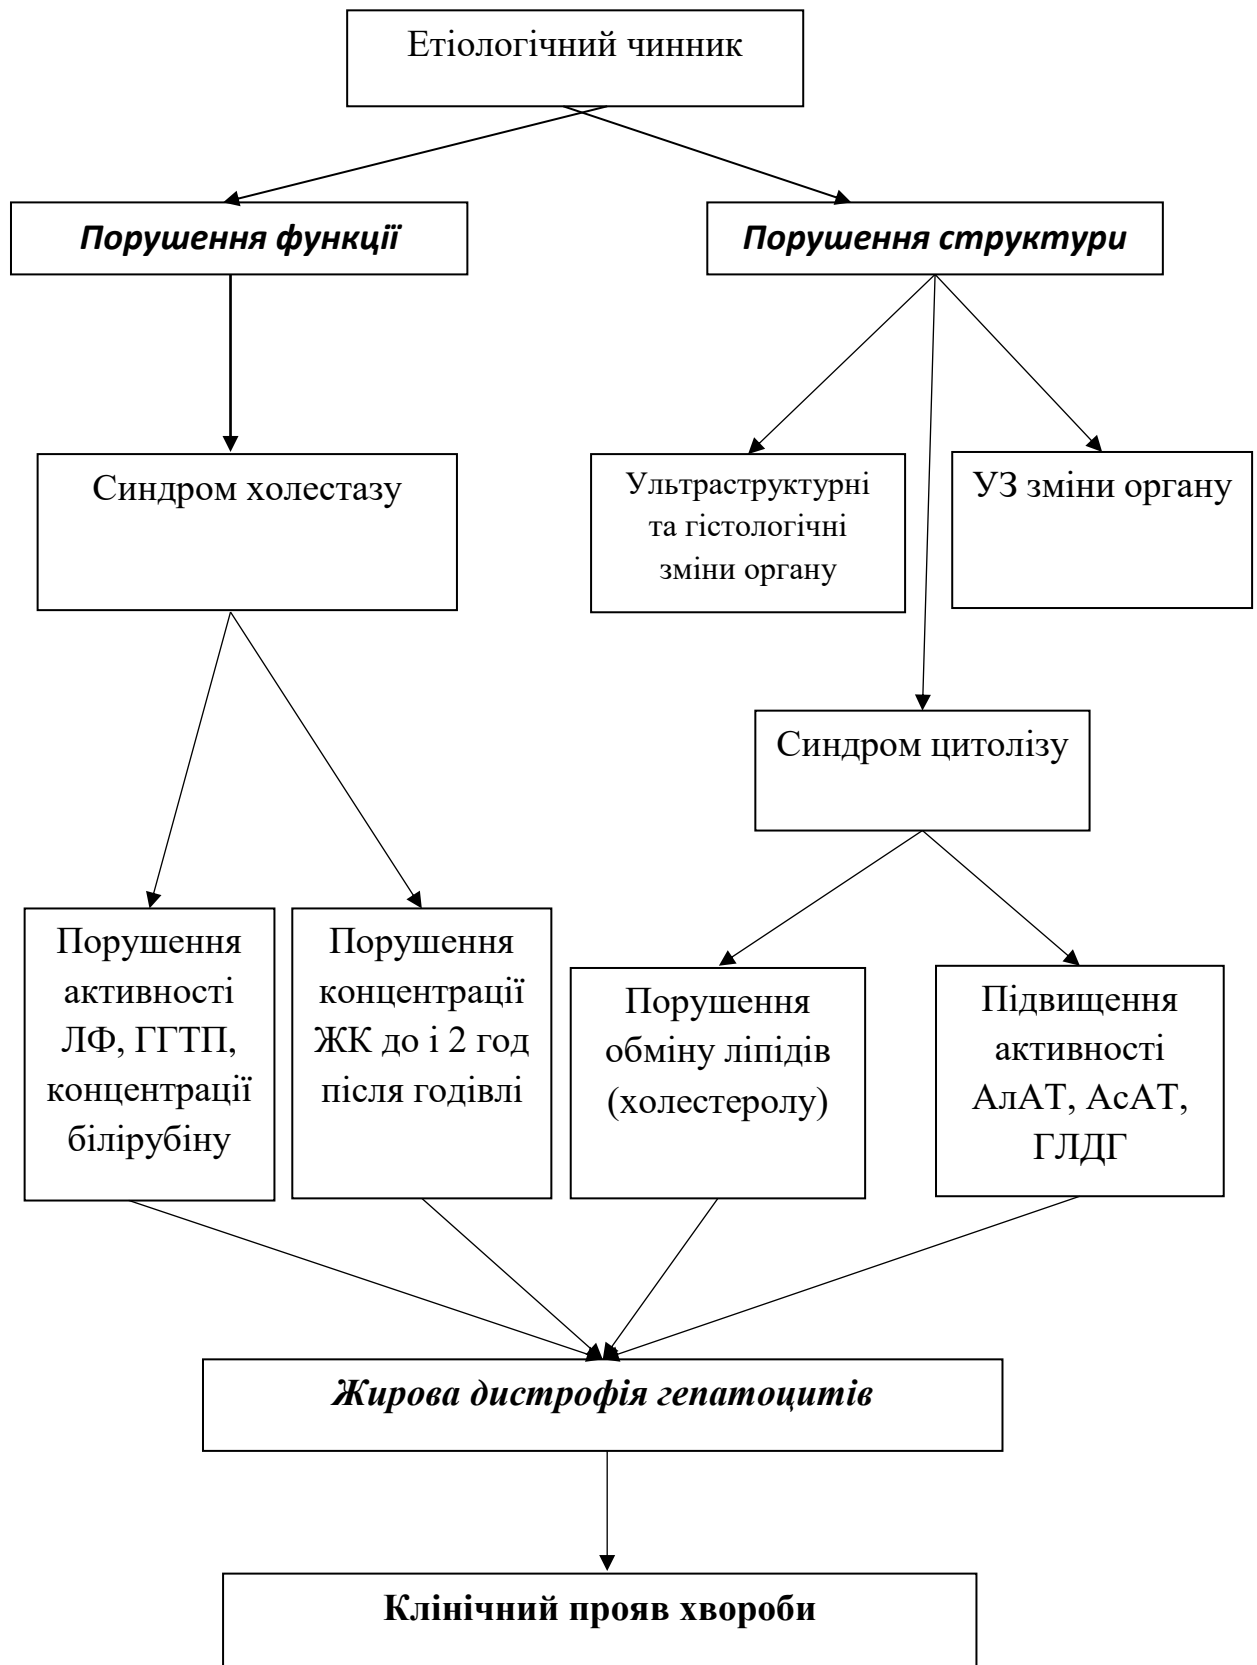 Етіологічний чинник
Порушення функції
Порушення структури
Синдром холестазу
Ультраструктурні
та гістологічні
зміни органу
УЗ зміни органу
Синдром цитолізу
Порушення
активності
ЛФ, ГГТП,
концентрації
білірубіну
Порушення
концентрації
ЖК до і 2 год
після годівлі
Порушення
обміну ліпідів
(холестеролу)
Підвищення
активності
АлАТ, АсАТ,
ГЛДГ
Жирова дистрофія гепатоцитів
Клінічний прояв хвороби